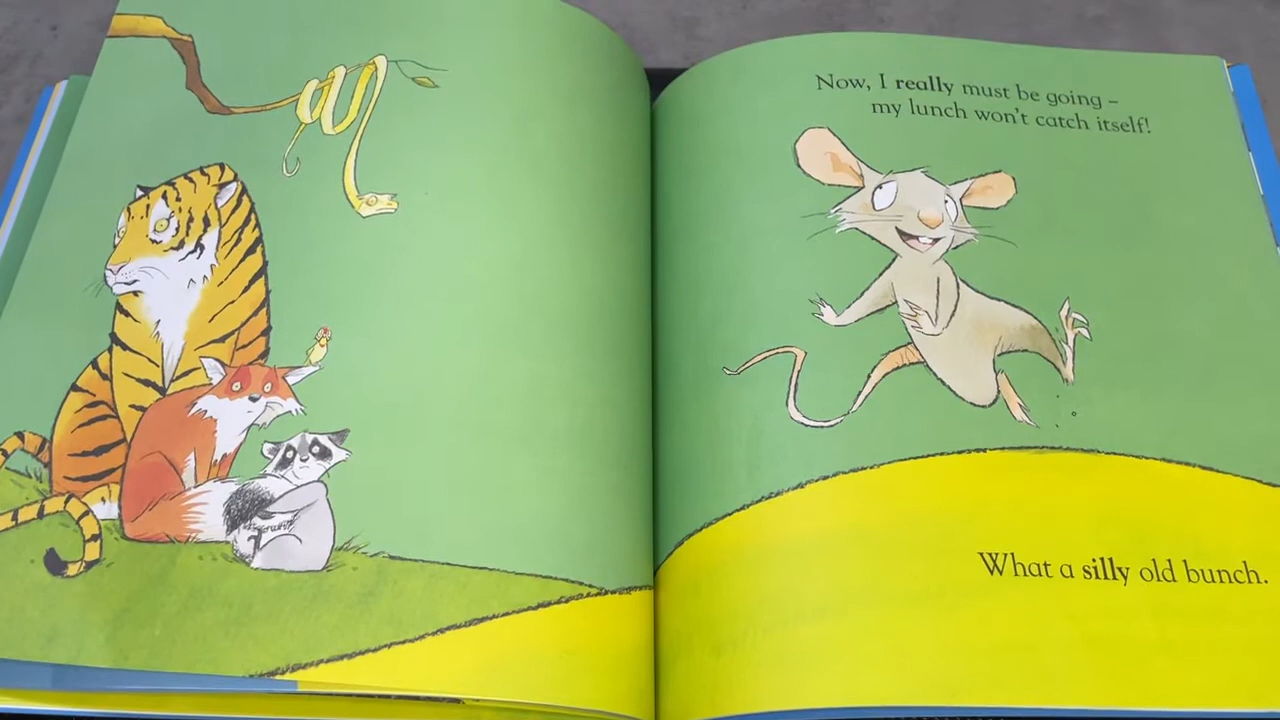 Now, I really must be going –
my lunch won't catch itself!
What a silly old bunch.